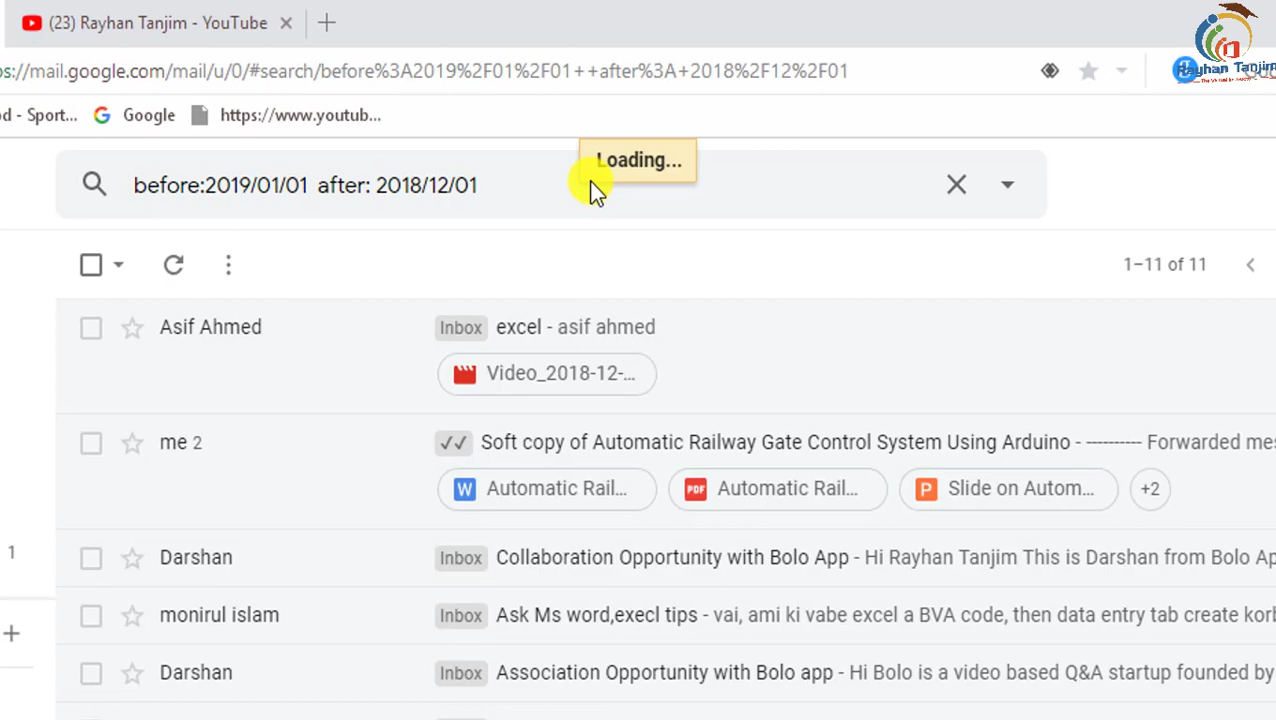 (23) Rayhan Tanjim - YouTube
Rayhan Tanjim
ps://mail.google.com/mail/u/0/#search/before%3A2019%2F01%2F01++after%3A+2018%2F12%2F01
od - Sport... Google https://www.youtub...
Loading...
before:2019/01/01 after: 2018/12/01
1–11 of 11
Asif Ahmed Inbox excel - asif ahmed
Video_2018-12-...
me 2 Soft copy of Automatic Railway Gate Control System Using Arduino - ---------- Forwarded mes
W Automatic Rail... PDF Automatic Rail... P Slide on Autom... +2
1
Darshan Inbox Collaboration Opportunity with Bolo App - Hi Rayhan Tanjim This is Darshan from Bolo Ap
monirul islam Inbox Ask Ms word,execl tips - vai, ami ki vabe excel a BVA code, then data entry tab create korb
Darshan Inbox Association Opportunity with Bolo app - Hi Bolo is a video based Q&A startup founded by